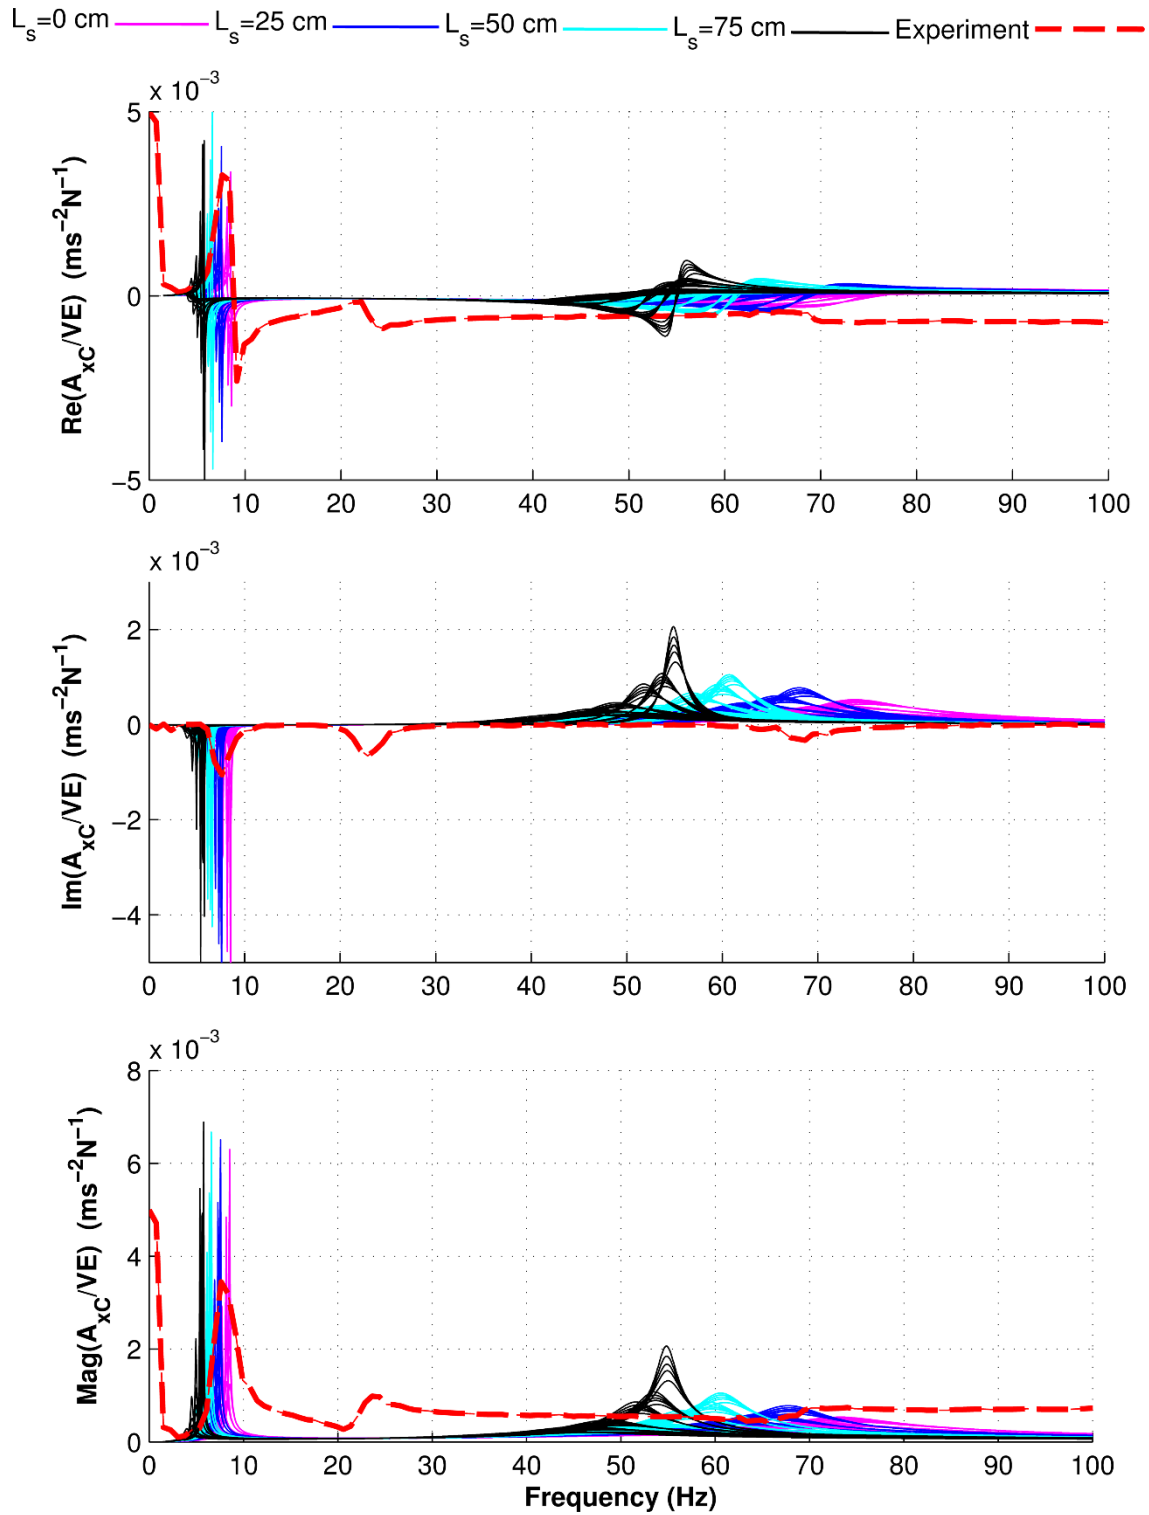 L_s=0 cm L_s=25 cm L_s=50 cm L_s=75 cm Experiment
x 10^−3
5
0
−5
Re(A_xC/VE) (ms^−2N^−1)
0 10 20 30 40 50 60 70 80 90 100
x 10^−3
2
0
−2
−4
Im(A_xC/VE) (ms^−2N^−1)
0 10 20 30 40 50 60 70 80 90 100
x 10^−3
8
6
4
2
0
Mag(A_xC/VE) (ms^−2N^−1)
0 10 20 30 40 50 60 70 80 90 100
Frequency (Hz)